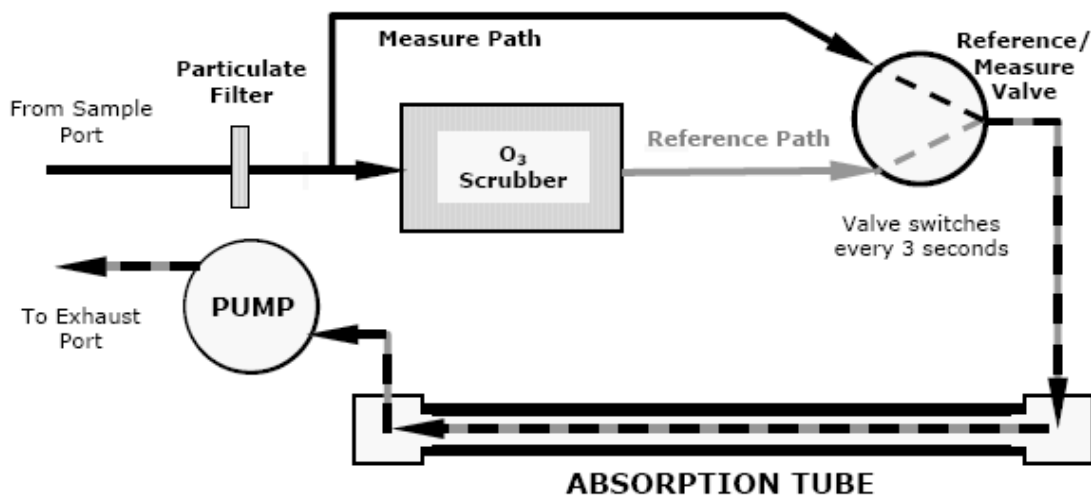 Measure Path
Reference/
Measure
Valve
Particulate
Filter
From Sample
Port
O₃
Scrubber
Reference Path
Valve switches
every 3 seconds
PUMP
To Exhaust
Port
ABSORPTION TUBE